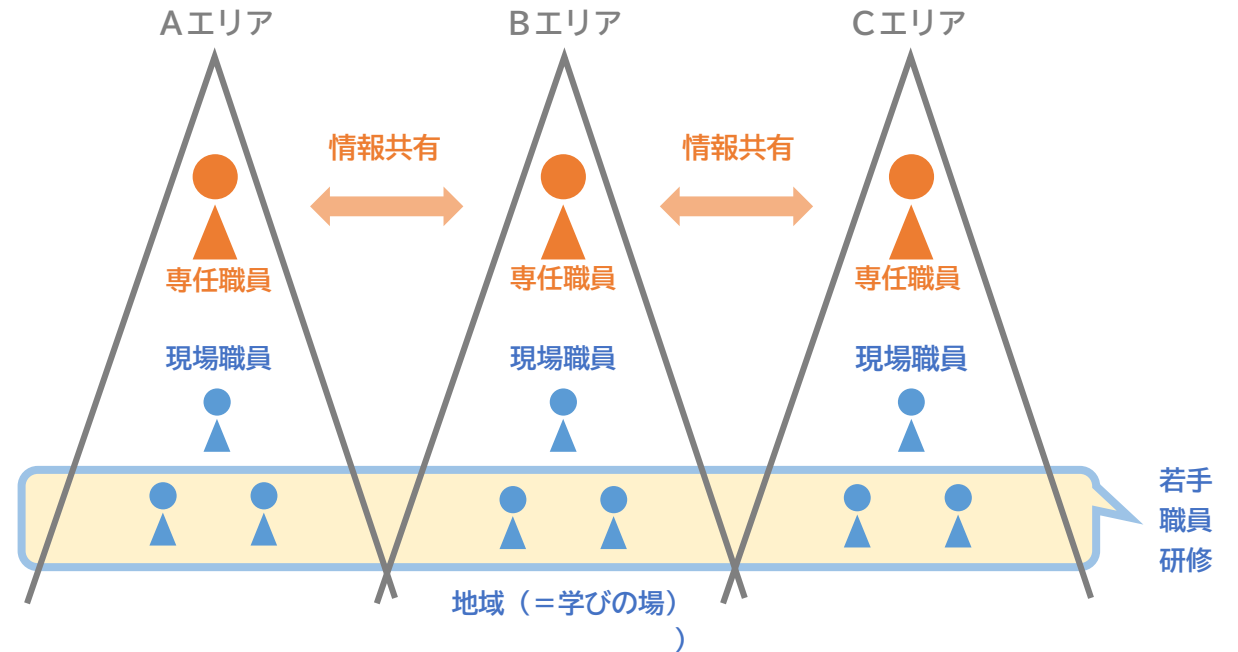 Aエリア
Bエリア
Cエリア
情報共有
情報共有
専任職員
専任職員
専任職員
現場職員
現場職員
現場職員
若手
職員
研修
地域（＝学びの場）
）